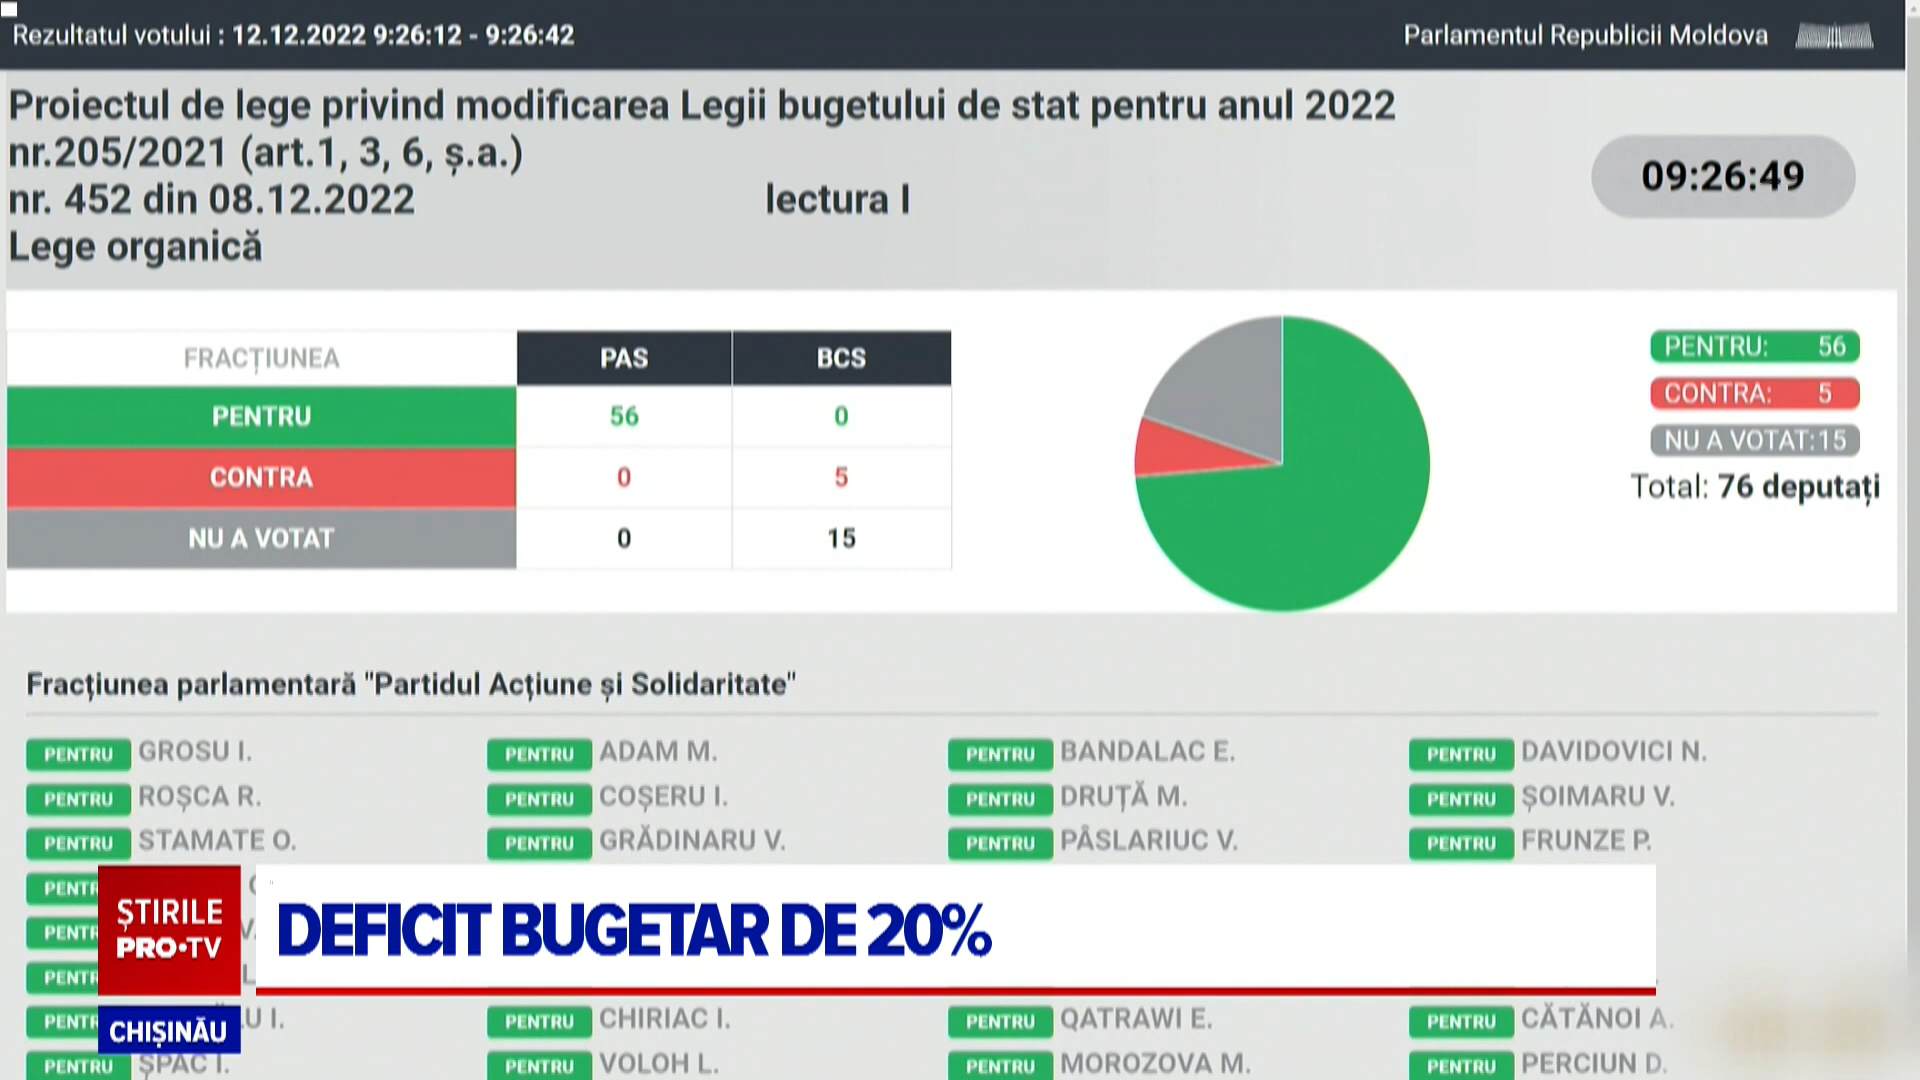 Rezultatul votului : 12.12.2022 9:26:12 - 9:26:42
Parlamentul Republicii Moldova
Proiectul de lege privind modificarea Legii bugetului de stat pentru anul 2022
nr.205/2021 (art.1, 3, 6, ș.a.)
nr. 452 din 08.12.2022 lectura I
Lege organică
09:26:49
FRACȚIUNEA PAS BCS
PENTRU 56 0
CONTRA 0 5
NU A VOTAT 0 15
PENTRU: 56
CONTRA: 5
NU A VOTAT:15
Total: 76 deputați
Fracțiunea parlamentară "Partidul Acțiune și Solidaritate"
PENTRU GROSU I. PENTRU ADAM M. PENTRU BANDALAC E. PENTRU DAVIDOVICI N.
PENTRU ROȘCA R. PENTRU COȘERU I. PENTRU DRUȚĂ M. PENTRU ȘOIMARU V.
PENTRU STAMATE O. PENTRU GRĂDINARU V. PENTRU PÂSLARIUC V. PENTRU FRUNZE P.
ȘTIRILE
PRO•TV
DEFICIT BUGETAR DE 20%
CHIȘINĂU
PENTRU CHIRIAC I. PENTRU QATRAWI E. PENTRU CĂTĂNOI A.
PENTRU ȘPAC I. PENTRU VOLOH L. PENTRU MOROZOVA M. PENTRU PERCIUN D.